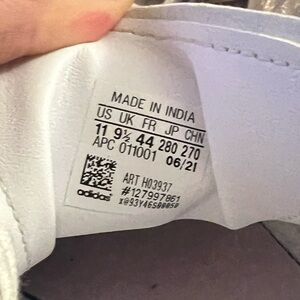 MADE IN INDIA
US UK FR JP CHN
11 9½ 44 280 270
APC 011001 06/21
ART H03937
#127997861
adidas